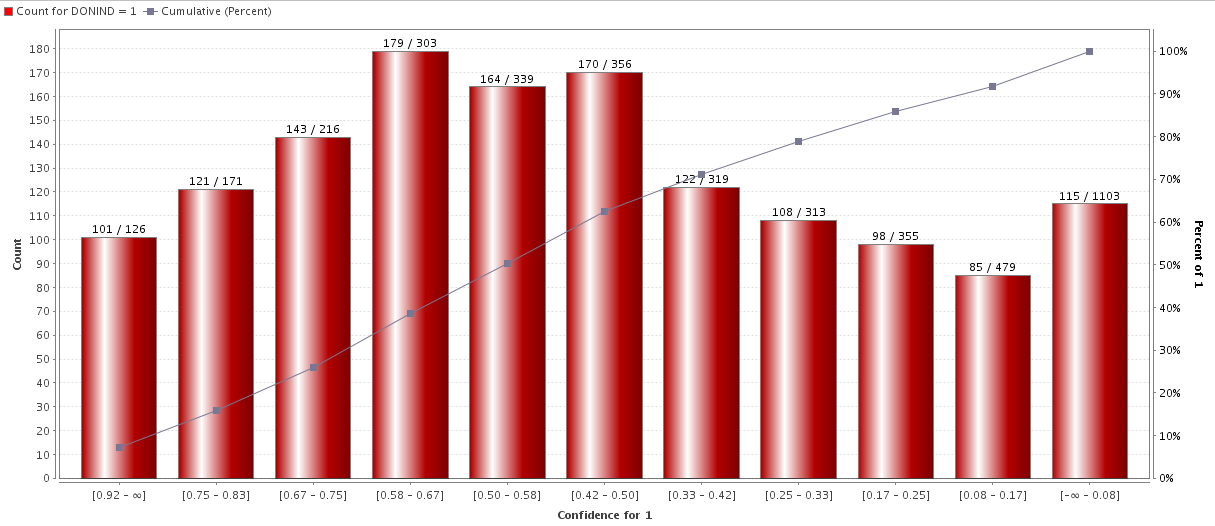 Count for DONIND = 1 Cumulative (Percent)
179 / 303
180
100%
170 / 356
170
164 / 339
160
90%
150
143 / 216
140
80%
130
121 / 171
122 / 319
120
70%
115 / 1103
110
108 / 313
60%
101 / 126
100
98 / 355
Count
Percent of 1
90
50%
85 / 479
80
70
40%
60
50
30%
40
30
20%
20
10%
10
0
0%
[0.92 - ∞] [0.75 - 0.83] [0.67 - 0.75] [0.58 - 0.67] [0.50 - 0.58] [0.42 - 0.50] [0.33 - 0.42] [0.25 - 0.33] [0.17 - 0.25] [0.08 - 0.17] [-∞ - 0.08]
Confidence for 1